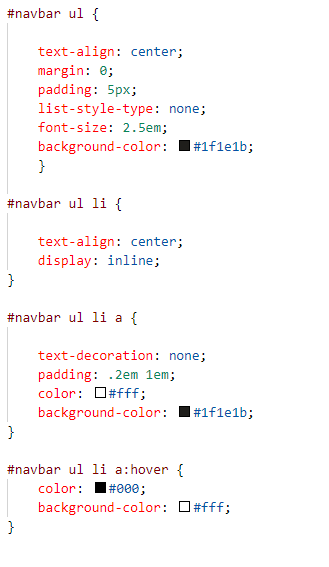 #navbar ul {
text-align: center;
margin: 0;
padding: 5px;
list-style-type: none;
font-size: 2.5em;
background-color: #1f1e1b;
}
#navbar ul li {
text-align: center;
display: inline;
}
#navbar ul li a {
text-decoration: none;
padding: .2em 1em;
color: #fff;
background-color: #1f1e1b;
}
#navbar ul li a:hover {
color: #000;
background-color: #fff;
}